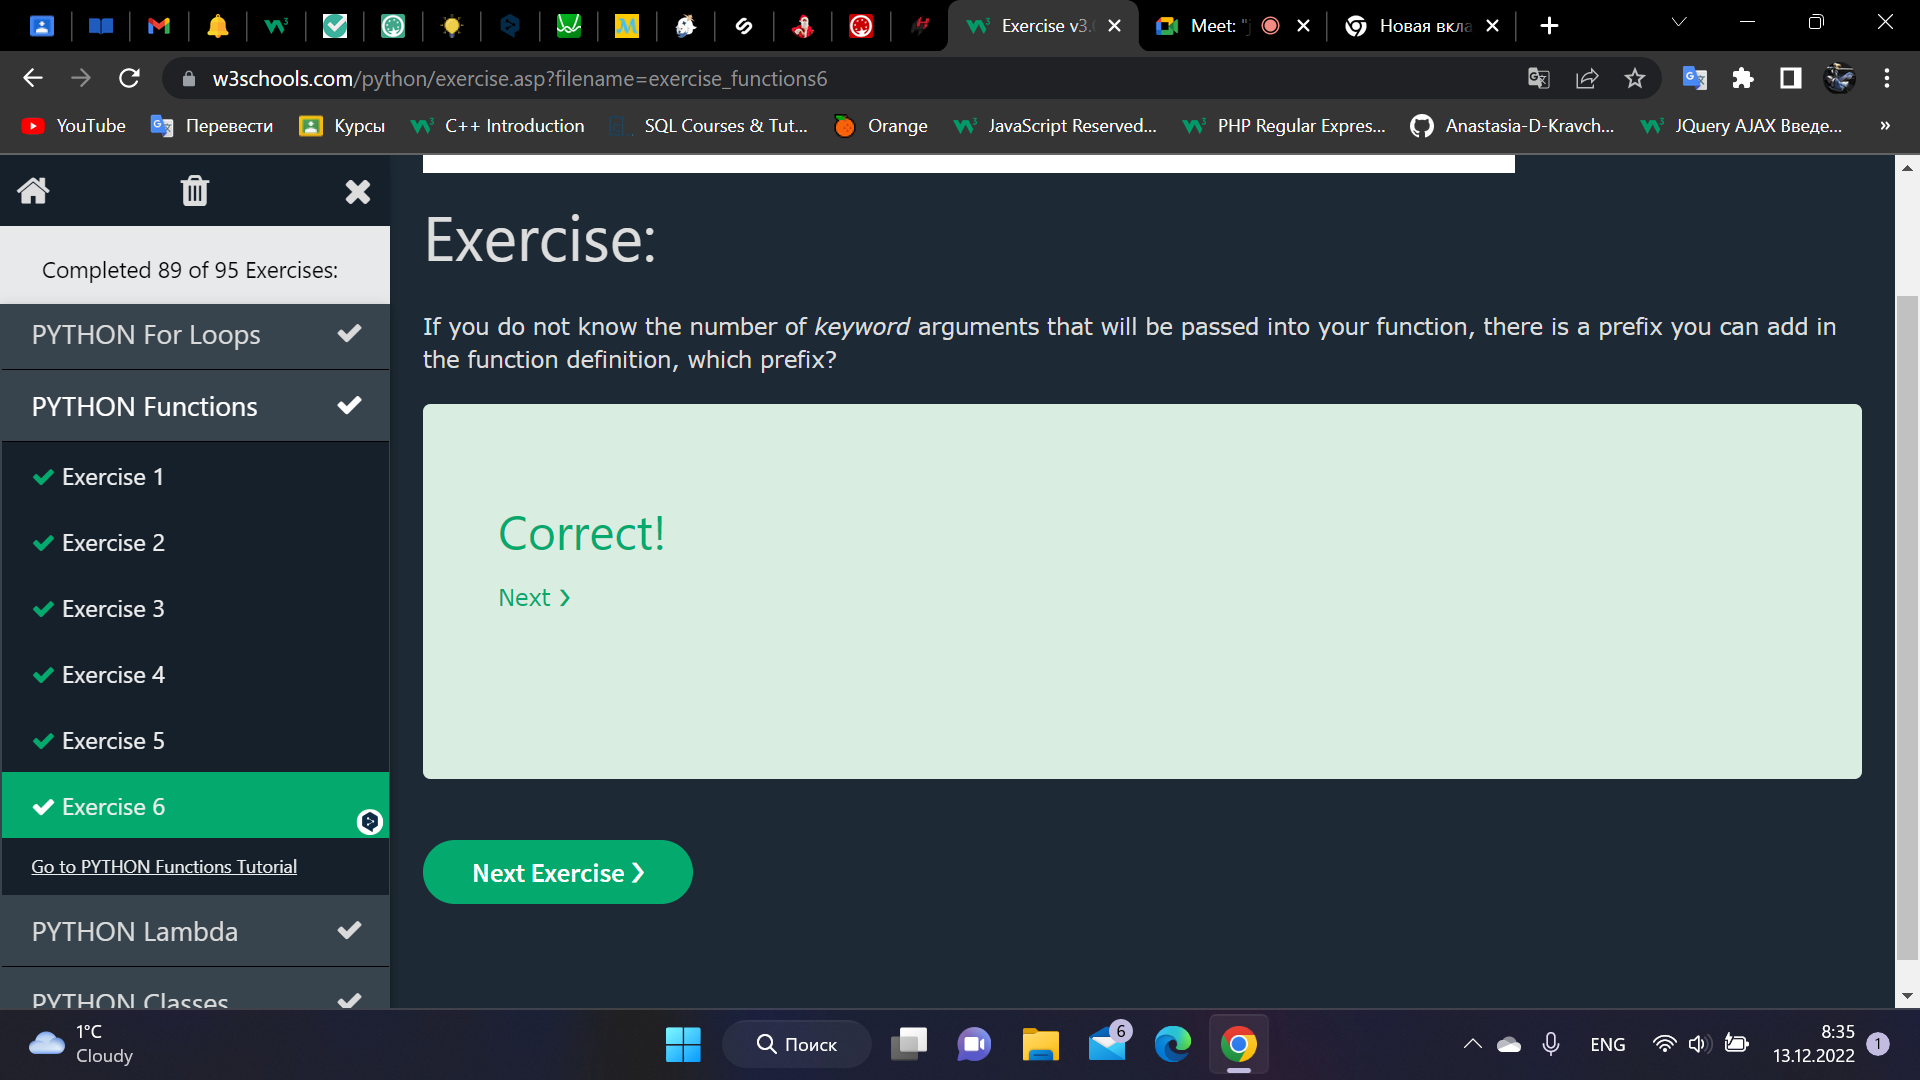 Exercise v3.
Meet: "j
Новая вкла
w3schools.com/python/exercise.asp?filename=exercise_functions6
YouTube
Перевести
Курсы
C++ Introduction
SQL Courses & Tut...
Orange
JavaScript Reserved...
PHP Regular Expres...
Anastasia-D-Kravch...
JQuery AJAX Введе...
»
Completed 89 of 95 Exercises:
PYTHON For Loops
PYTHON Functions
Exercise 1
Exercise 2
Exercise 3
Exercise 4
Exercise 5
Exercise 6
Go to PYTHON Functions Tutorial
PYTHON Lambda
PYTHON Classes
Exercise:
If you do not know the number of keyword arguments that will be passed into your function, there is a prefix you can add in
the function definition, which prefix?
Correct!
Next ❯
Next Exercise ❯
1°C
Cloudy
Поиск
6
ENG
8:35
13.12.2022
1